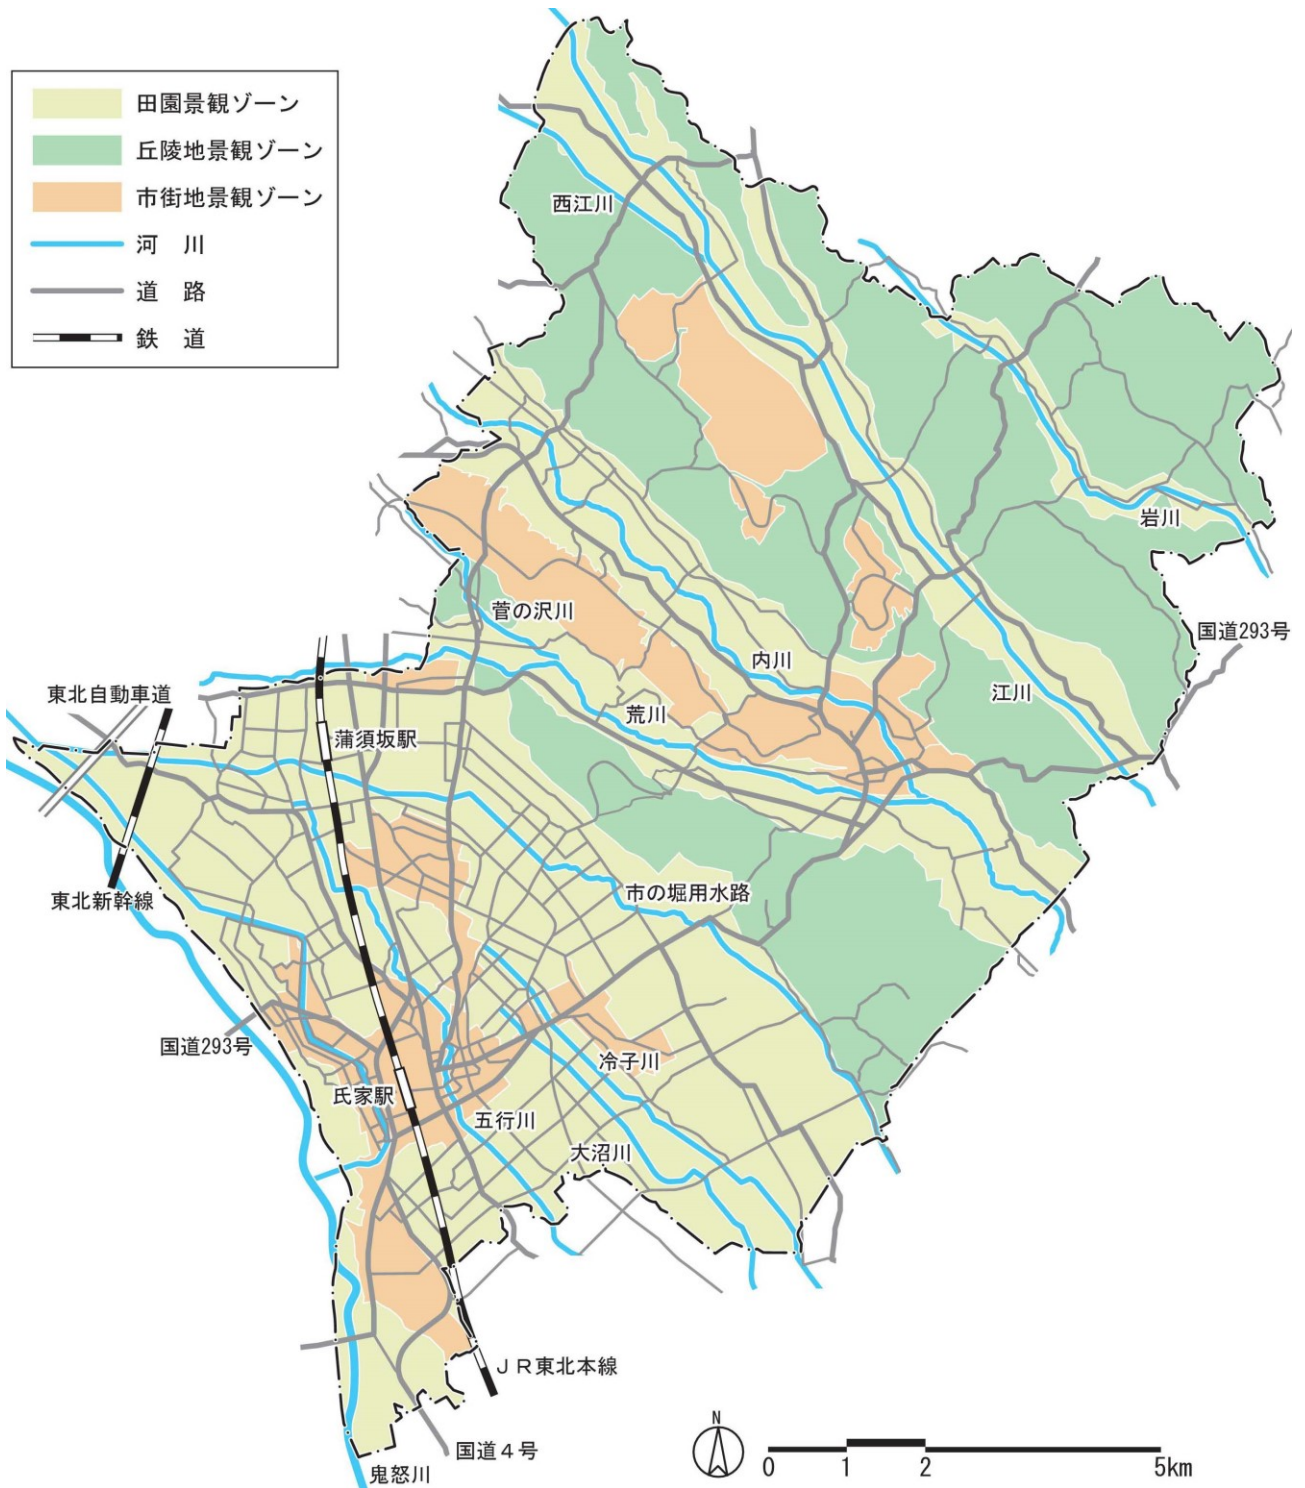 田園景観ゾーン
丘陵地景観ゾーン
市街地景観ゾーン
河　川
道　路
鉄　道
西江川
岩川
菅の沢川
国道293号
内川
江川
東北自動車道
荒川
蒲須坂駅
市の堀用水路
東北新幹線
国道293号
冷子川
氏家駅
五行川
大沼川
ＪＲ東北本線
国道４号
鬼怒川
N
0 1 2 5km